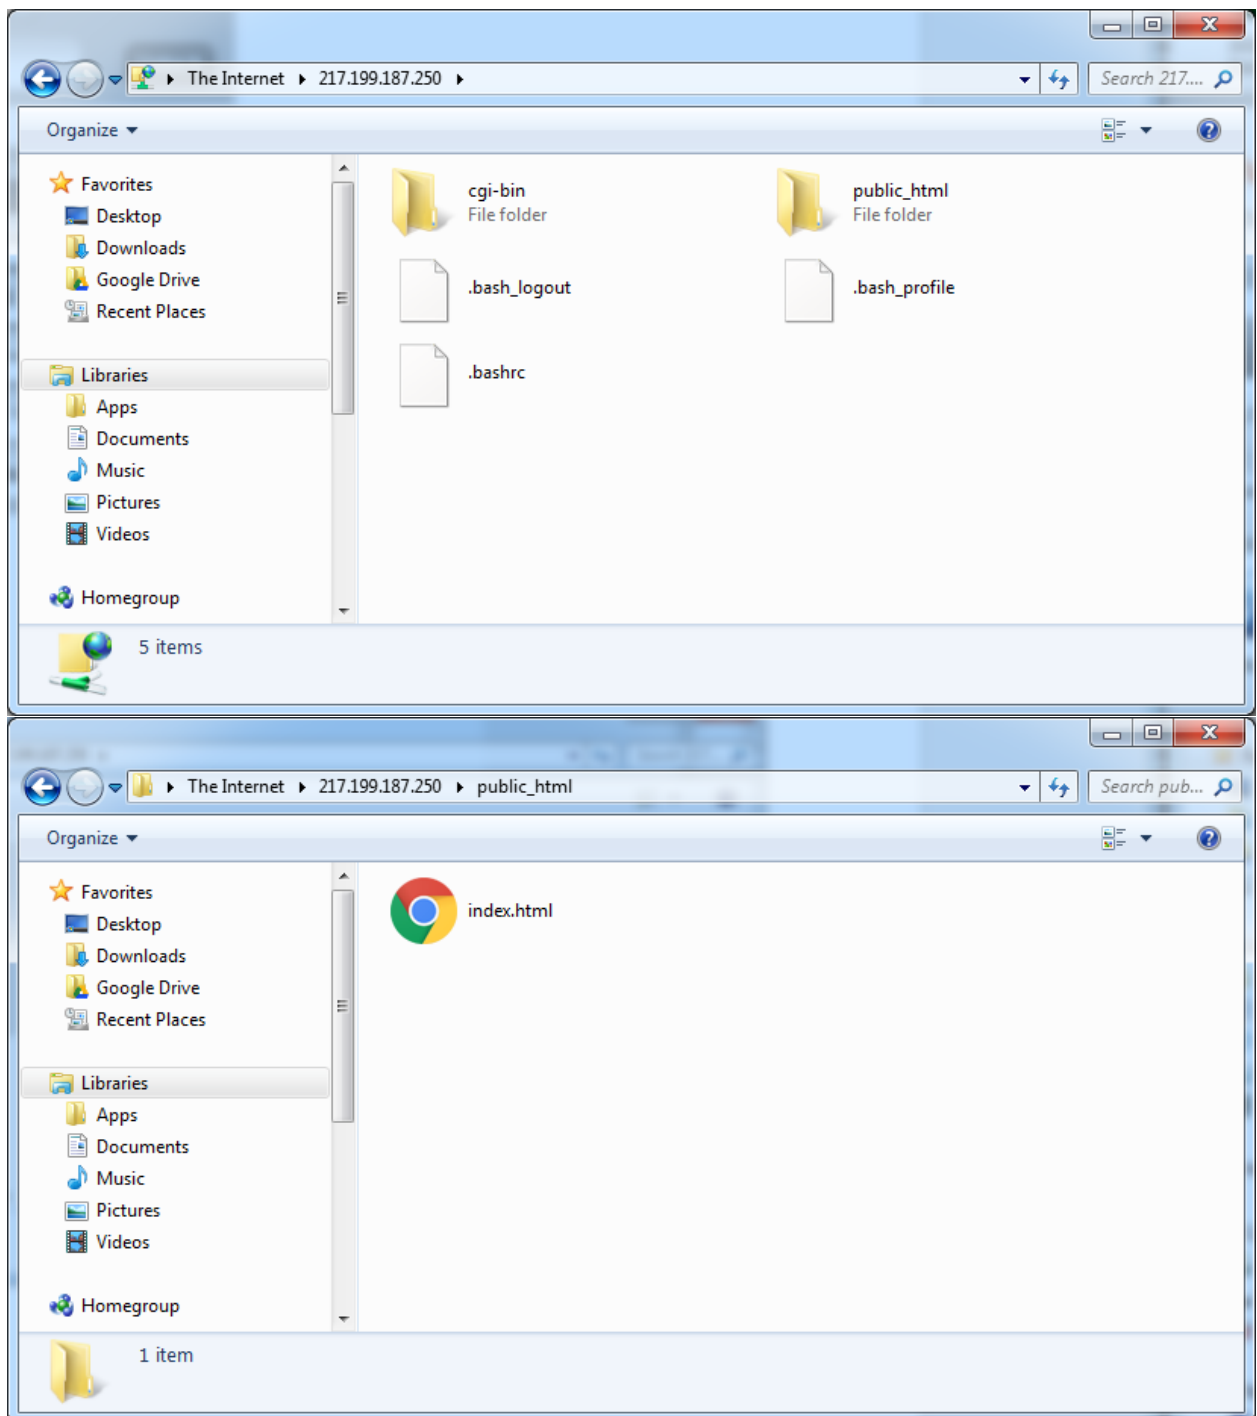 The Internet 217.199.187.250
Search 217....
Organize
Favorites
Desktop
Downloads
Google Drive
Recent Places
Libraries
Apps
Documents
Music
Pictures
Videos
Homegroup
cgi-bin
File folder
public_html
File folder
.bash_logout
.bash_profile
.bashrc
5 items
The Internet 217.199.187.250 public_html
Search pub...
Organize
Favorites
Desktop
Downloads
Google Drive
Recent Places
Libraries
Apps
Documents
Music
Pictures
Videos
Homegroup
index.html
1 item